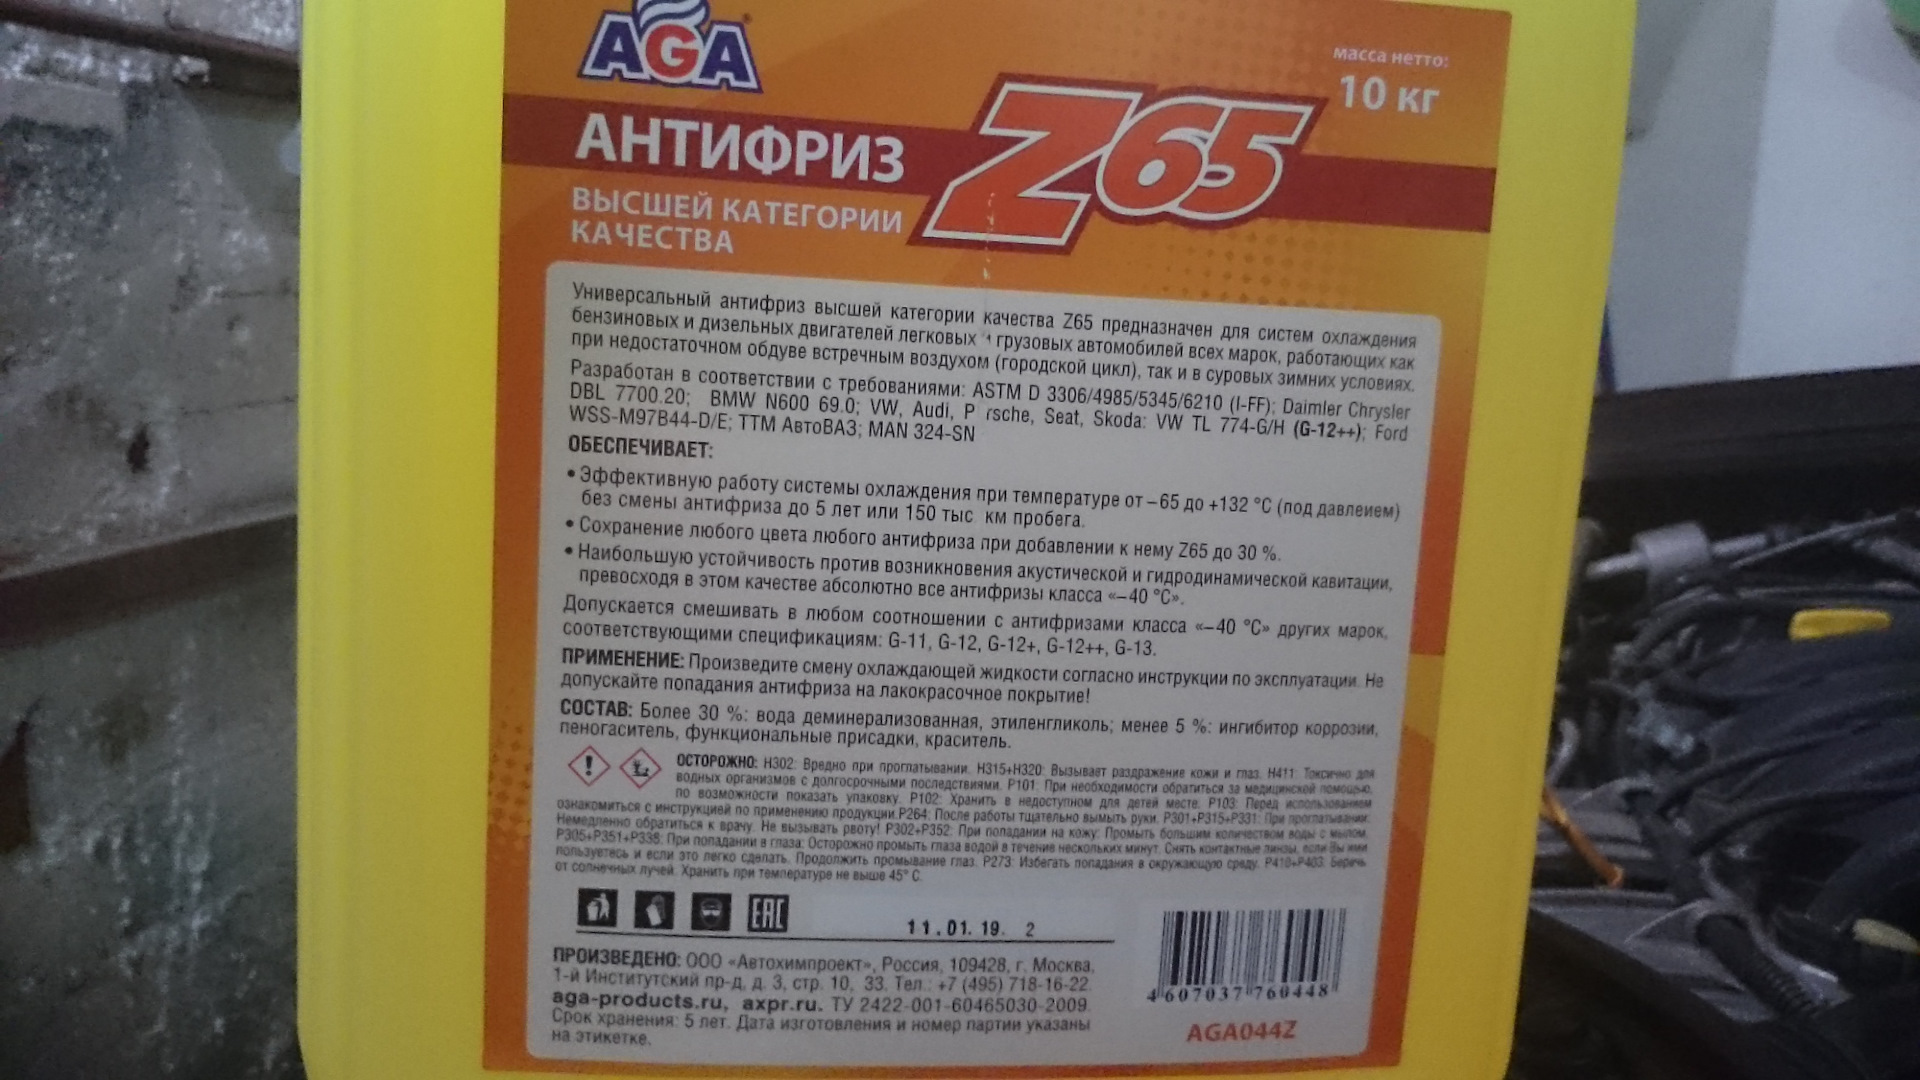 AGA
масса нетто:
10 кг
АНТИФРИЗ Z65
ВЫСШЕЙ КАТЕГОРИИ
КАЧЕСТВА
Универсальный антифриз высшей категории качества Z65 предназначен для систем охлаждения
бензиновых и дизельных двигателей легковых и грузовых автомобилей всех марок, работающих как
при недостаточном обдуве встречным воздухом (городской цикл), так и в суровых зимних условиях.
Разработан в соответствии с требованиями: ASTM D 3306/4985/5345/6210 (I-FF); Daimler Chrysler
DBL 7700.20; BMW N600 69.0; VW, Audi, P rsche, Seat, Skoda: VW TL 774-G/H (G-12++); Ford
WSS-M97B44-D/E; ТТМ АвтоВАЗ; MAN 324-SN
ОБЕСПЕЧИВАЕТ:
• Эффективную работу системы охлаждения при температуре от –65 до +132 °C (под давлением)
без смены антифриза до 5 лет или 150 тыс км пробега.
• Сохранение любого цвета любого антифриза при добавлении к нему Z65 до 30 %.
• Наибольшую устойчивость против возникновения акустической и гидродинамической кавитации,
превосходя в этом качестве абсолютно все антифризы класса «–40 °C».
Допускается смешивать в любом соотношении с антифризами класса «–40 °C» других марок,
соответствующими спецификациям: G-11, G-12, G-12+, G-12++, G-13.
ПРИМЕНЕНИЕ: Произведите смену охлаждающей жидкости согласно инструкции по эксплуатации. Не
допускайте попадания антифриза на лакокрасочное покрытие!
СОСТАВ: Более 30 %: вода деминерализованная, этиленгликоль; менее 5 %: ингибитор коррозии,
пеногаситель, функциональные присадки, краситель.
ОСТОРОЖНО: H302: Вредно при проглатывании. H315+H320: Вызывает раздражение кожи и глаз. H411: Токсично для
водных организмов с долгосрочными последствиями. P101: При необходимости обратиться за медицинской помощью,
по возможности показать упаковку. P102: Хранить в недоступном для детей месте. P103: Перед использованием
ознакомиться с инструкцией по применению продукции.P264: После работы тщательно вымыть руки. P301+P315+P331: При проглатывании:
Немедленно обратиться к врачу. Не вызывать рвоту! P302+P352: При попадании на кожу: Промыть большим количеством воды с мылом.
P305+P351+P338: При попадании в глаза: Осторожно промыть глаза водой в течение нескольких минут. Снять контактные линзы, если Вы ими
пользуетесь и если это легко сделать. Продолжить промывание глаз. P273: Избегать попадания в окружающую среду. P410+P403: Беречь
от солнечных лучей. Хранить при температуре не выше 45° C.
EAC
11.01.19. 2
ПРОИЗВЕДЕНО: ООО «Автохимпроект», Россия, 109428, г. Москва,
1-й Институтский пр-д, д. 3, стр. 10, 33. Тел.: +7 (495) 718-16-22.
aga-products.ru, axpr.ru. ТУ 2422-001-60465030-2009.
Срок хранения: 5 лет. Дата изготовления и номер партии указаны
на этикетке.
4 607037 760448
AGA044Z